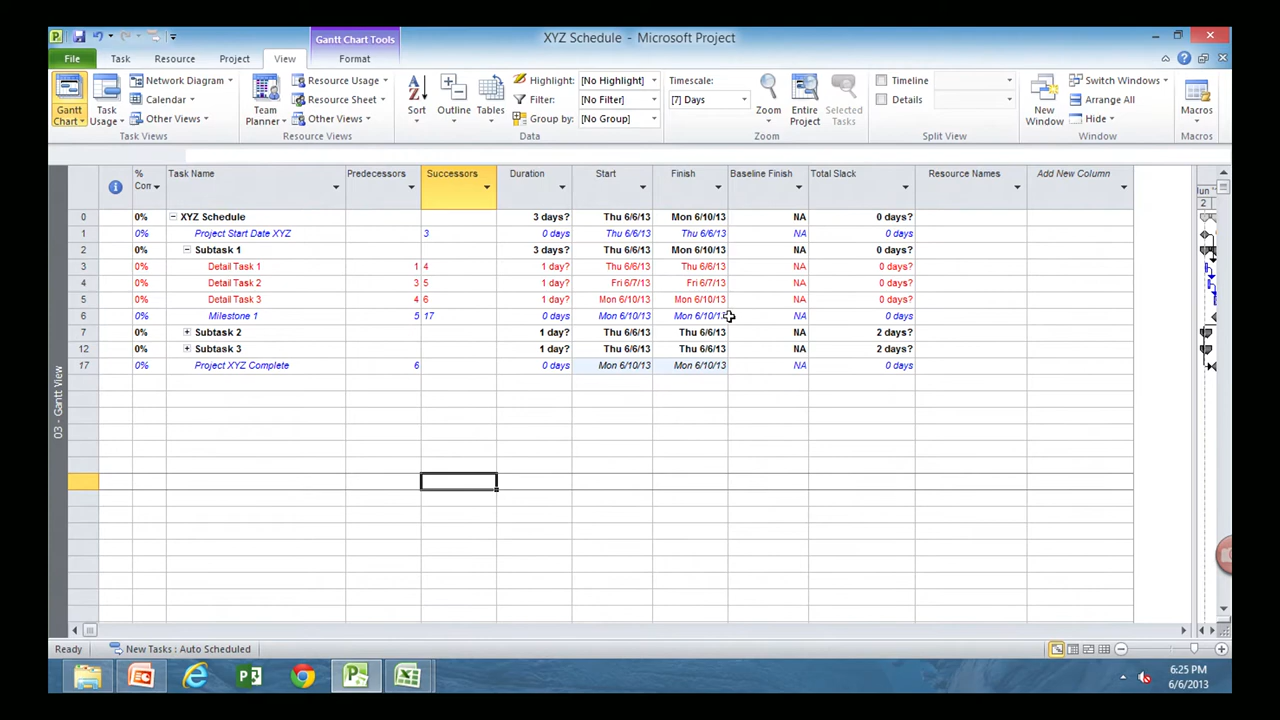 XYZ Schedule - Microsoft Project
Gantt Chart Tools
File Task Resource Project View Format
Gantt Chart
Task Usage
Network Diagram
Calendar
Other Views
Task Views
Team Planner
Resource Usage
Resource Sheet
Other Views
Resource Views
Sort
Outline
Tables
Highlight: [No Highlight]
Filter: [No Filter]
Group by: [No Group]
Data
Timescale:
[7] Days
Zoom
Entire Project
Selected Tasks
Zoom
Timeline
Details
Split View
New Window
Switch Windows
Arrange All
Hide
Window
Macros
Macros
% Com Task Name Predecessors Successors Duration Start Finish Baseline Finish Total Slack Resource Names Add New Column
2
0 0% XYZ Schedule 3 days? Thu 6/6/13 Mon 6/10/13 NA 0 days?
1 0% Project Start Date XYZ 3 0 days Thu 6/6/13 Thu 6/6/13 NA 0 days
2 0% Subtask 1 3 days? Thu 6/6/13 Mon 6/10/13 NA 0 days?
3 0% Detail Task 1 1 4 1 day? Thu 6/6/13 Thu 6/6/13 NA 0 days?
4 0% Detail Task 2 3 5 1 day? Fri 6/7/13 Fri 6/7/13 NA 0 days?
5 0% Detail Task 3 4 6 1 day? Mon 6/10/13 Mon 6/10/13 NA 0 days?
6 0% Milestone 1 5 17 0 days Mon 6/10/13 Mon 6/10/13 NA 0 days
7 0% Subtask 2 1 day? Thu 6/6/13 Thu 6/6/13 NA 2 days?
12 0% Subtask 3 1 day? Thu 6/6/13 Thu 6/6/13 NA 2 days?
17 0% Project XYZ Complete 6 0 days Mon 6/10/13 Mon 6/10/13 NA 0 days
03 - Gantt View
Ready New Tasks : Auto Scheduled
6:25 PM
6/6/2013